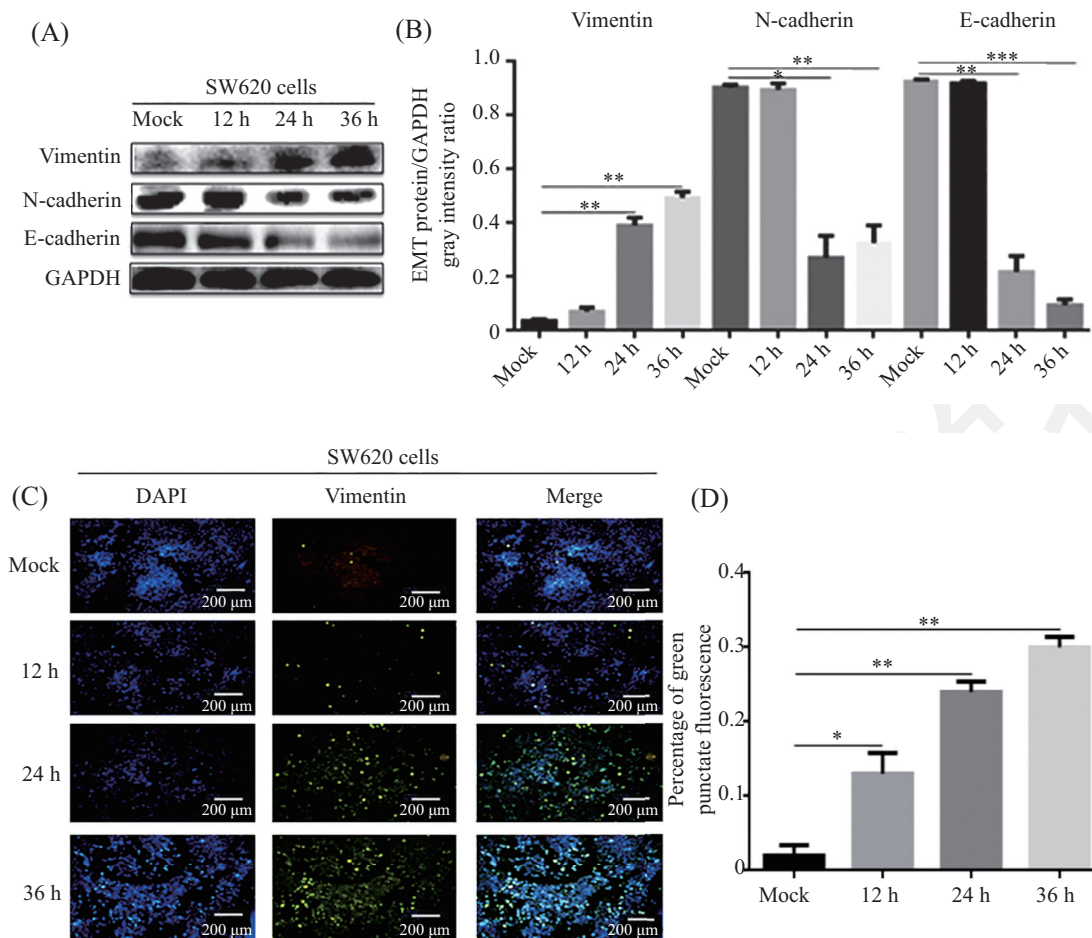 (A)
SW620 cells
Mock 12 h 24 h 36 h
Vimentin
N-cadherin
E-cadherin
GAPDH
(B)
Vimentin N-cadherin E-cadherin
EMT protein/GAPDH
gray intensity ratio
1.0
0.8
0.6
0.4
0.2
0
** ** * ** ** ***
Mock 12 h 24 h 36 h Mock 12 h 24 h 36 h Mock 12 h 24 h 36 h
(C)
SW620 cells
DAPI Vimentin Merge
Mock
200 μm 200 μm 200 μm
12 h
200 μm 200 μm 200 μm
24 h
200 μm 200 μm 200 μm
36 h
200 μm 200 μm 200 μm
(D)
Percentage of green
punctate fluorescence
0.4
0.3
0.2
0.1
0
* ** **
Mock 12 h 24 h 36 h